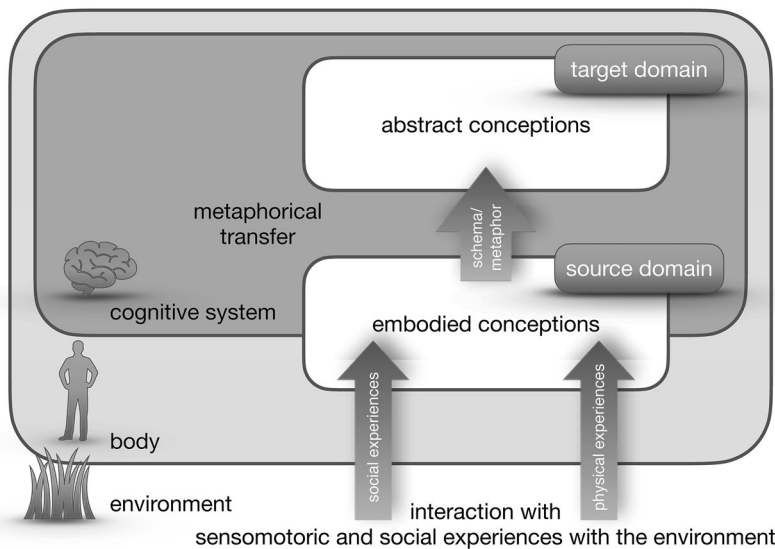 target domain
abstract conceptions
metaphorical
transfer
schema/
metaphor
source domain
cognitive system
embodied conceptions
social experiences
physical experiences
body
environment
interaction with
sensomotoric and social experiences with the environment